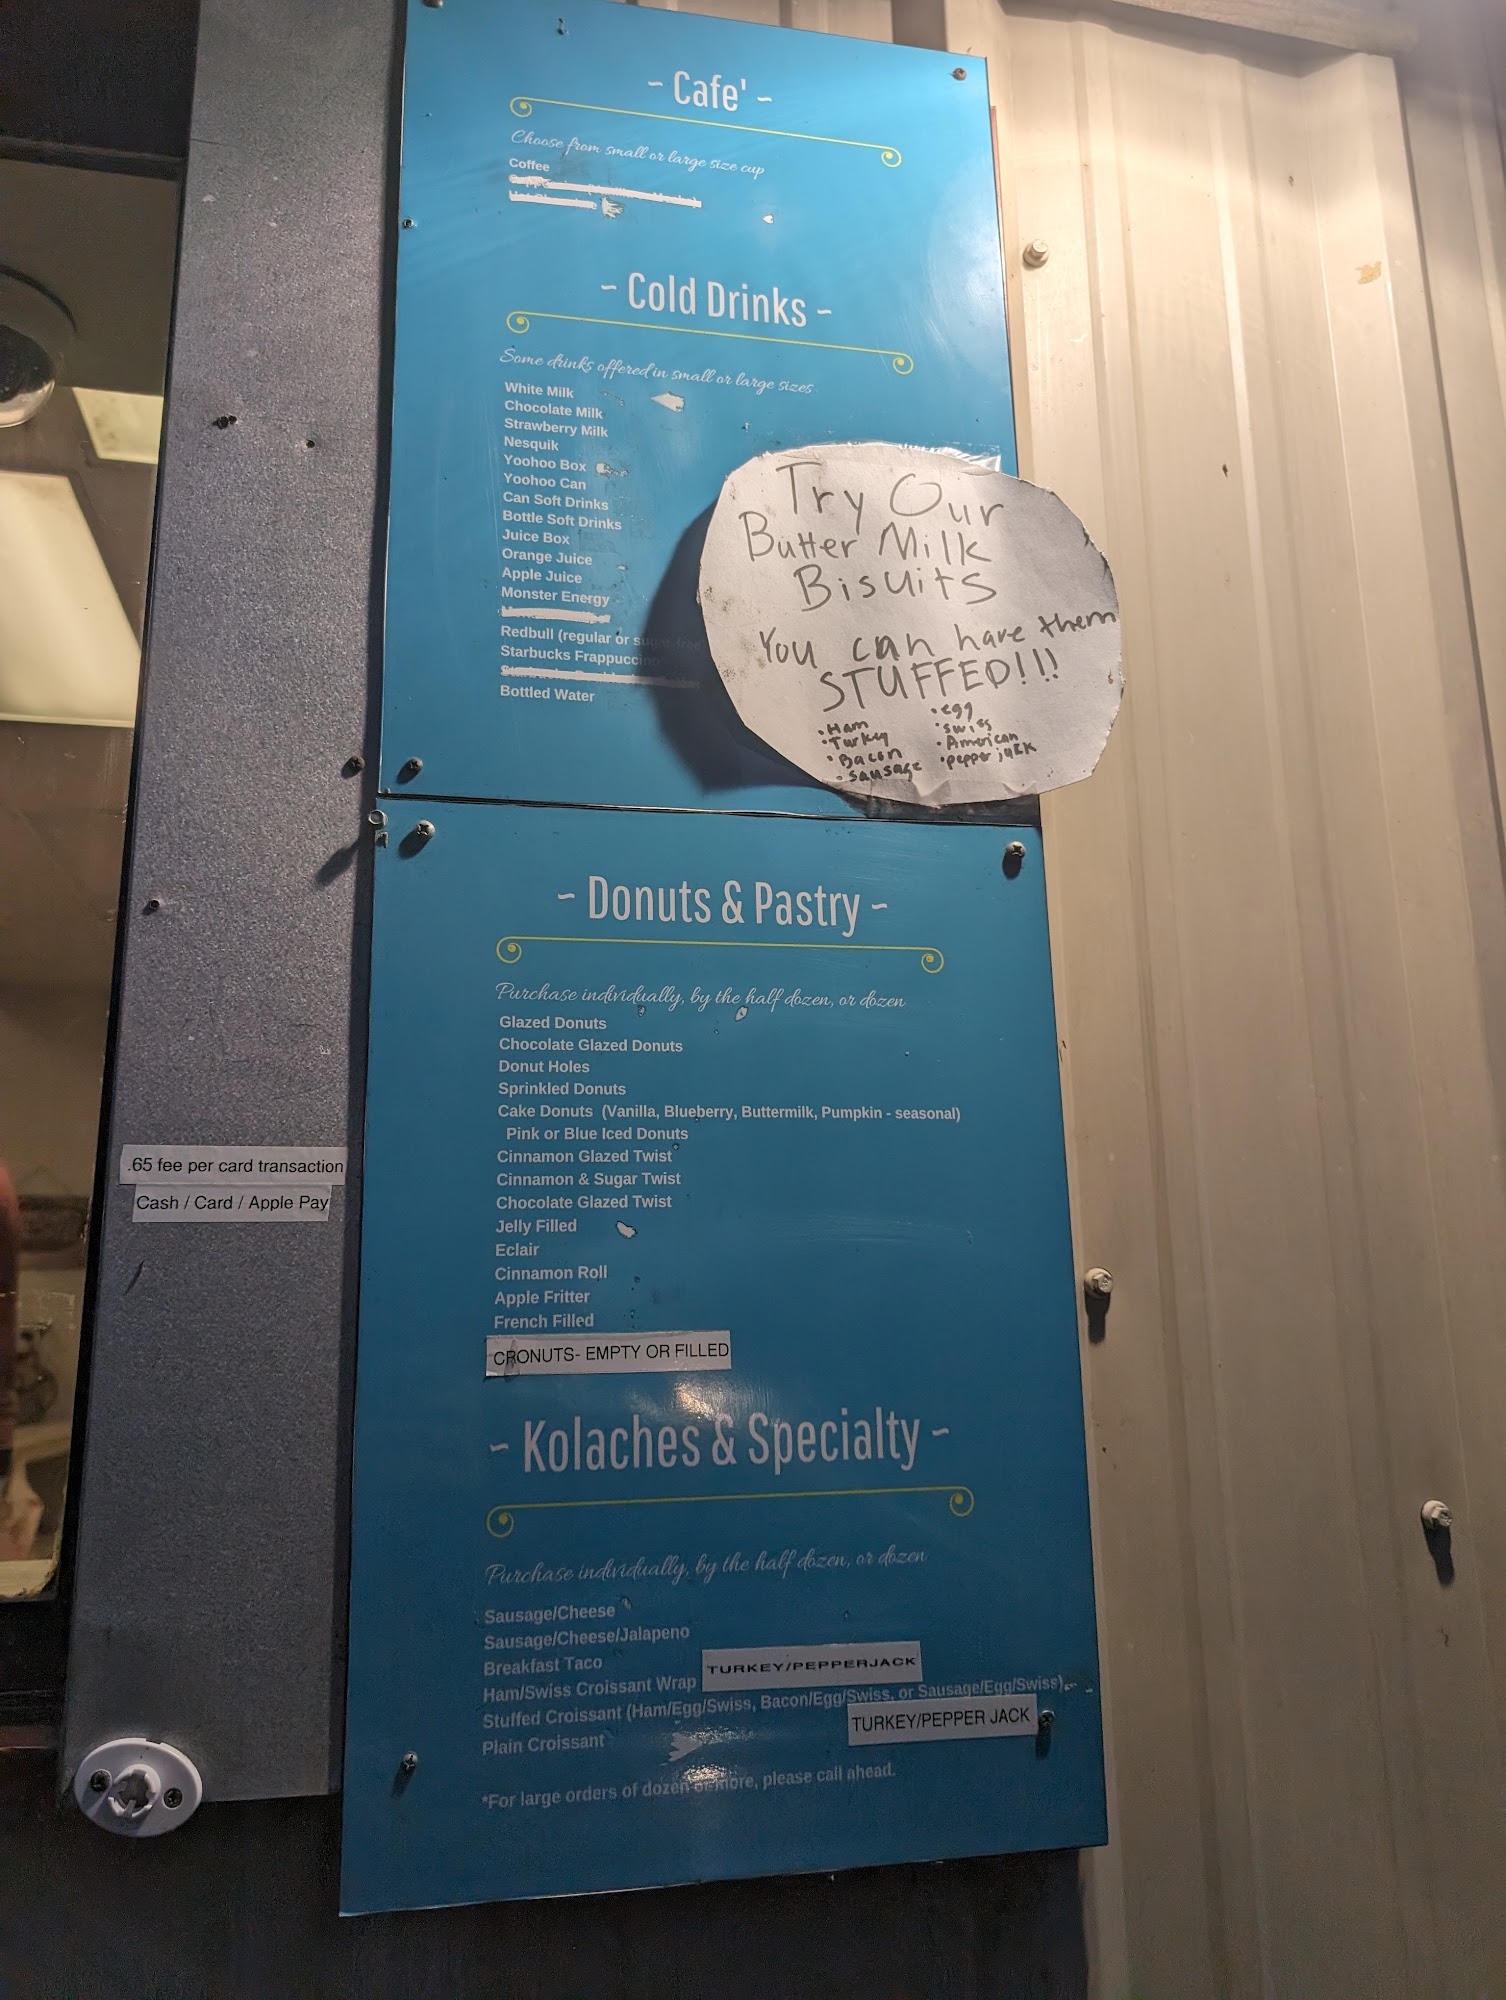 ~ Cafe' ~
Choose from small or large size cup
Coffee
~ Cold Drinks ~
Some drinks offered in small or large sizes
White Milk
Chocolate Milk
Strawberry Milk
Nesquik
Yoohoo Box
Yoohoo Can
Can Soft Drinks
Bottle Soft Drinks
Juice Box
Orange Juice
Apple Juice
Monster Energy
Redbull (regular or sugar-free
Starbucks Frappuccino
Bottled Water
Try Our
Butter Milk
Bisuits
You can have them
STUFFED!!!
• Ham
• Turkey
• Bacon
• Sausage
• egg
• swiss
• American
• pepper jack
~ Donuts & Pastry ~
Purchase individually, by the half dozen, or dozen
Glazed Donuts
Chocolate Glazed Donuts
Donut Holes
Sprinkled Donuts
Cake Donuts (Vanilla, Blueberry, Buttermilk, Pumpkin - seasonal)
Pink or Blue Iced Donuts
Cinnamon Glazed Twist
Cinnamon & Sugar Twist
Chocolate Glazed Twist
Jelly Filled
Eclair
Cinnamon Roll
Apple Fritter
French Filled
CRONUTS- EMPTY OR FILLED
.65 fee per card transaction
Cash / Card / Apple Pay
~ Kolaches & Specialty ~
Purchase individually, by the half dozen, or dozen
Sausage/Cheese
Sausage/Cheese/Jalapeno
Breakfast Taco
Ham/Swiss Croissant Wrap TURKEY/PEPPERJACK
Stuffed Croissant (Ham/Egg/Swiss, Bacon/Egg/Swiss, or Sausage/Egg/Swiss)
TURKEY/PEPPER JACK
Plain Croissant
*For large orders of dozen or more, please call ahead.